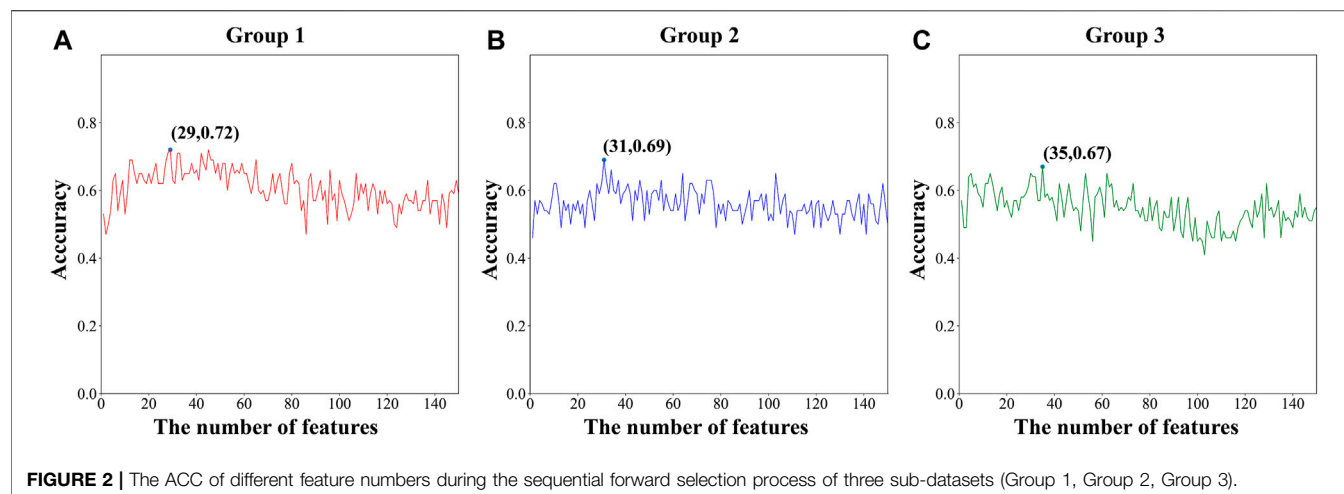 A
Group 1
B
Group 2
C
Group 3
0.8
0.6
0.4
0.2
0.0
(29,0.72)
Acccuracy
0 20 40 60 80 100 120 140
The number of features
0.8
0.6
0.4
0.2
0.0
(31,0.69)
Acccuracy
0 20 40 60 80 100 120 140
The number of features
0.8
0.6
0.4
0.2
0.0
(35,0.67)
Acccuracy
0 20 40 60 80 100 120 140
The number of features
FIGURE 2 | The ACC of different feature numbers during the sequential forward selection process of three sub-datasets (Group 1, Group 2, Group 3).